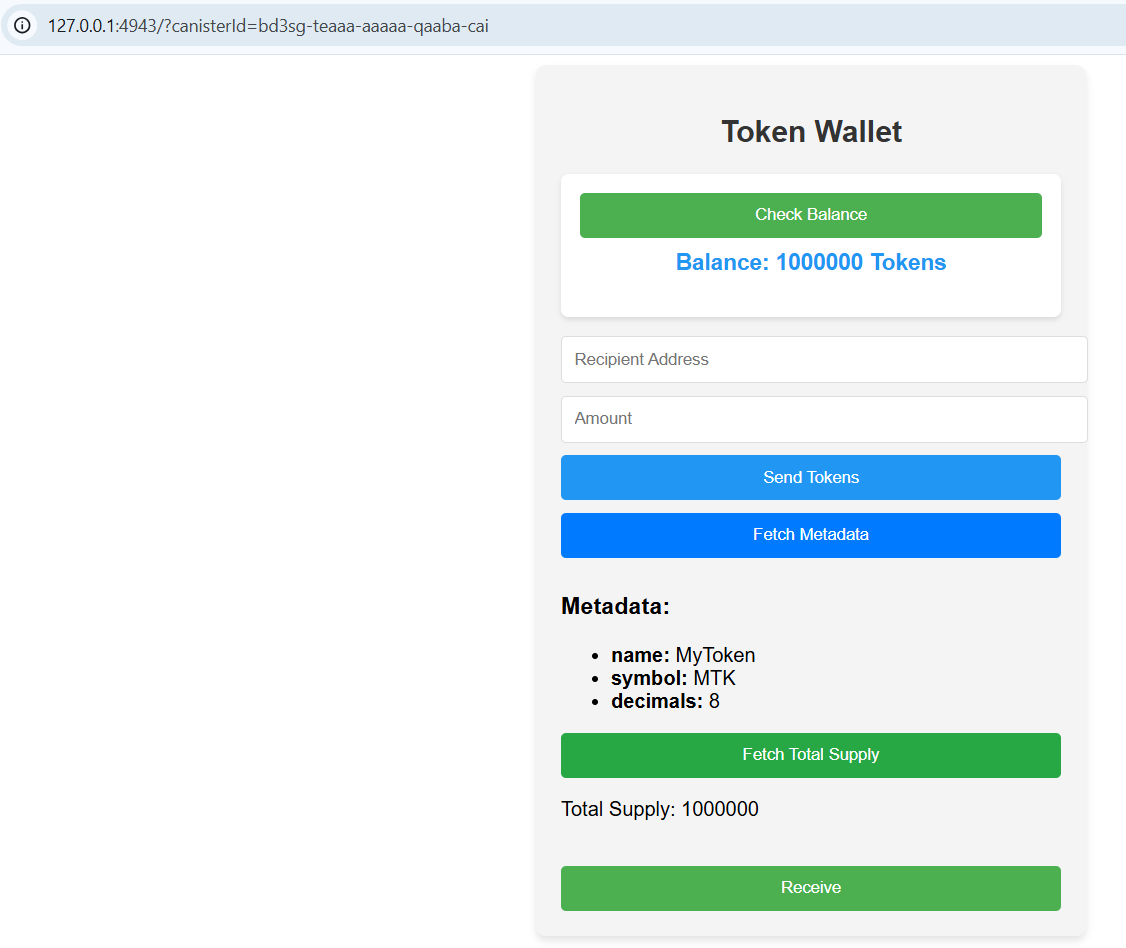 127.0.0.1:4943/?canisterId=bd3sg-teaaa-aaaaa-qaaba-cai
Token Wallet
Check Balance
Balance: 1000000 Tokens
Recipient Address
Amount
Send Tokens
Fetch Metadata
Metadata:
• name: MyToken
• symbol: MTK
• decimals: 8
Fetch Total Supply
Total Supply: 1000000
Receive